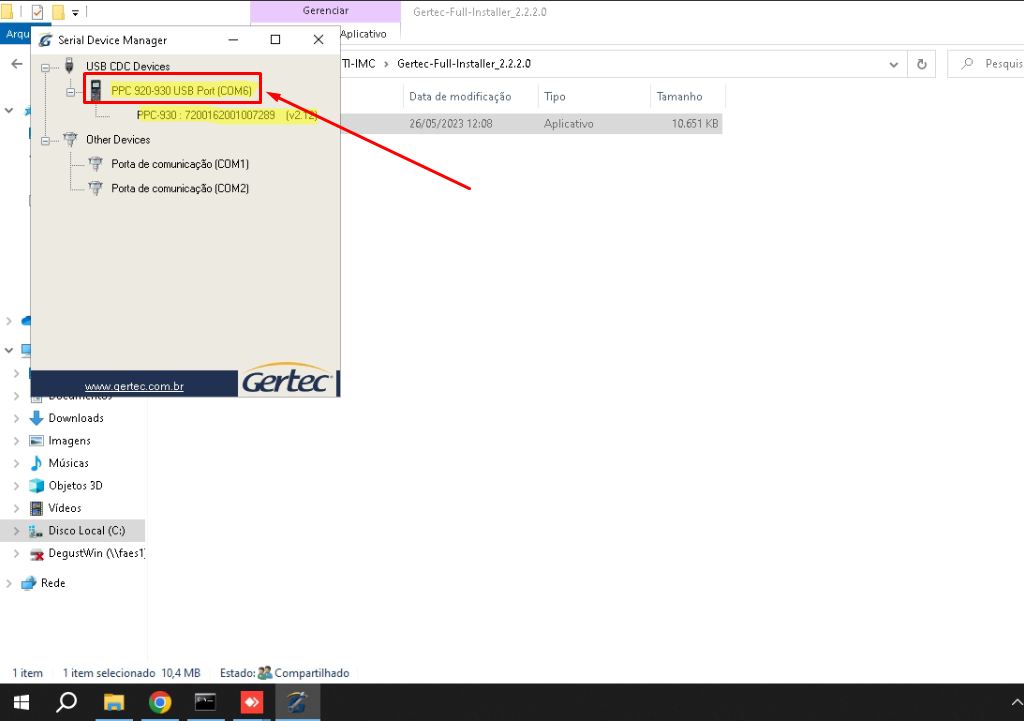 Gerenciar
Gertec-Full-Installer_2.2.2.0
Arqu
Aplicativo
Serial Device Manager
TI-IMC > Gertec-Full-Installer_2.2.2.0
Pesquis
Data de modificação Tipo Tamanho
26/05/2023 12:08 Aplicativo 10.651 KB
USB CDC Devices
PPC 920-930 USB Port (COM6)
PPC-930 : 7200162001007289 (v2.12)
Other Devices
Porta de comunicação (COM1)
Porta de comunicação (COM2)
www.gertec.com.br
Gertec
Documentos
Downloads
Imagens
Músicas
Objetos 3D
Vídeos
Disco Local (C:)
DegustWin (\\faes1
Rede
1 item 1 item selecionado 10,4 MB Estado: Compartilhado